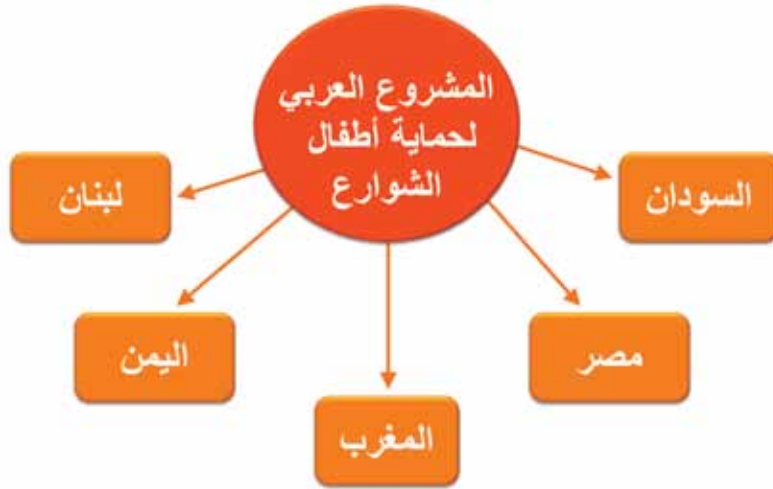 المشروع العربي
لحماية أطفال
الشوارع
السودان
لبنان
مصر
اليمن
المغرب